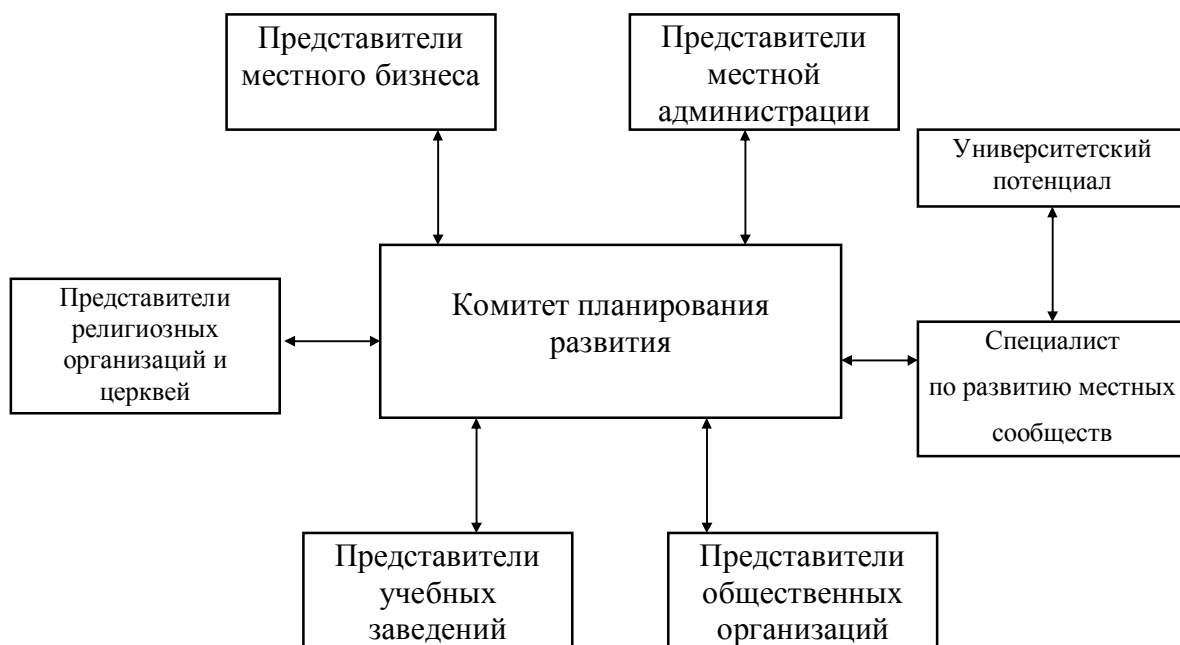 Представители
местного бизнеса
Представители
местной
администрации
Университетский
потенциал
Представители
религиозных
организаций и
церквей
Комитет планирования
развития
Специалист
по развитию местных
сообществ
Представители
учебных
заведений
Представители
общественных
организаций